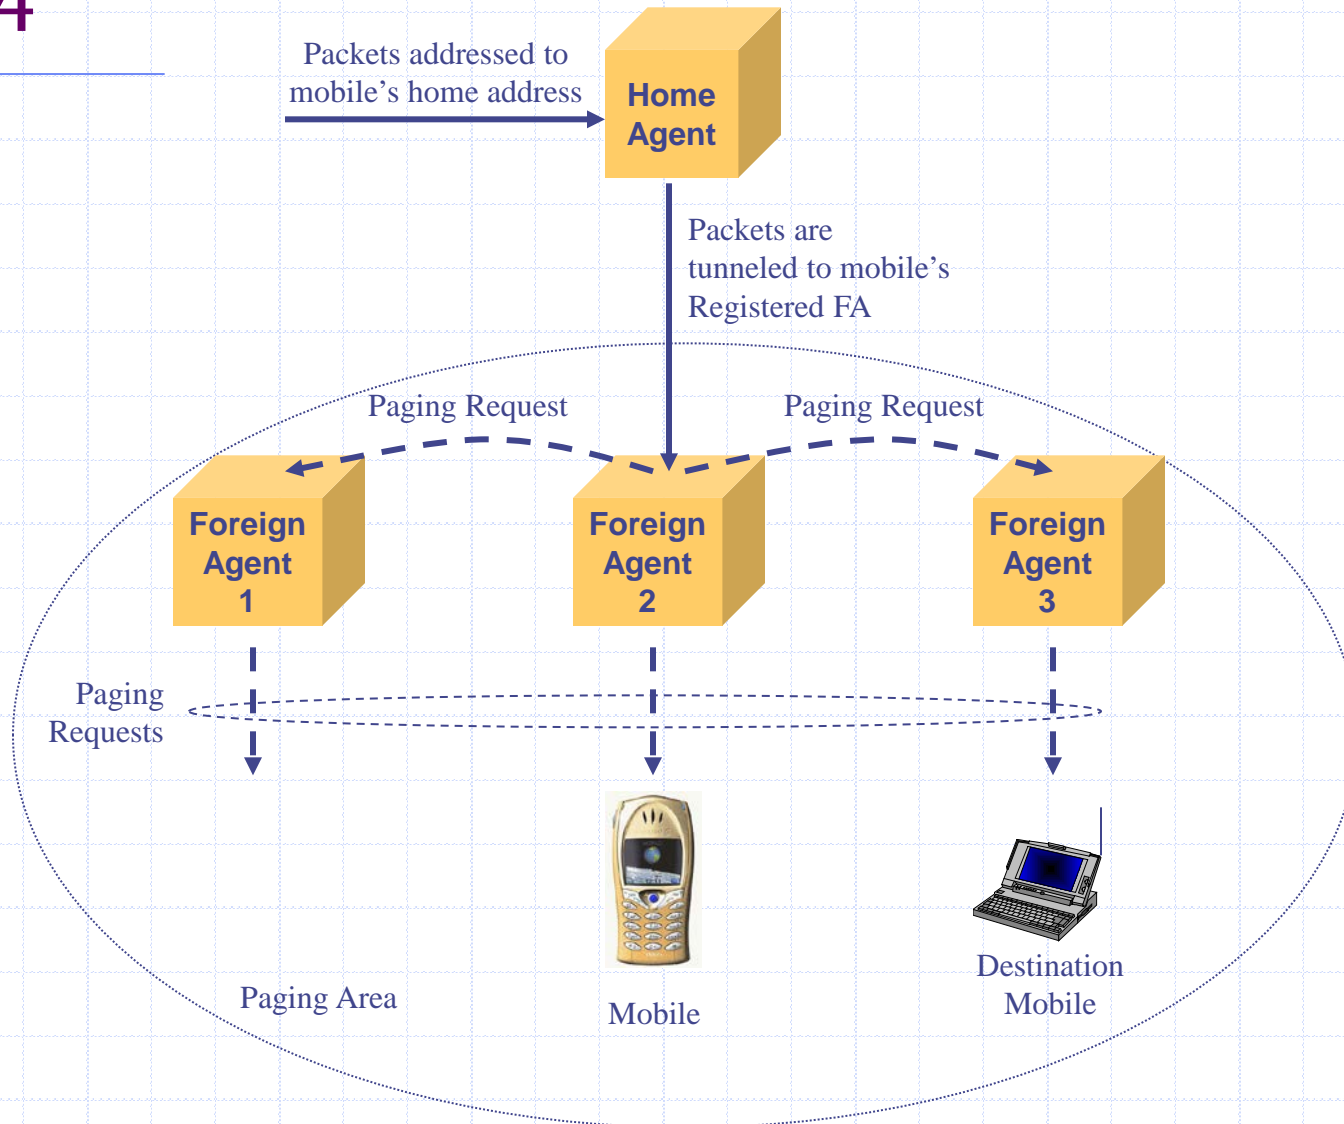 4
Packets addressed to
mobile's home address
Home
Agent
Packets are
tunneled to mobile's
Registered FA
Paging Request
Paging Request
Foreign
Agent
1
Foreign
Agent
2
Foreign
Agent
3
Paging
Requests
Paging Area
Mobile
Destination
Mobile